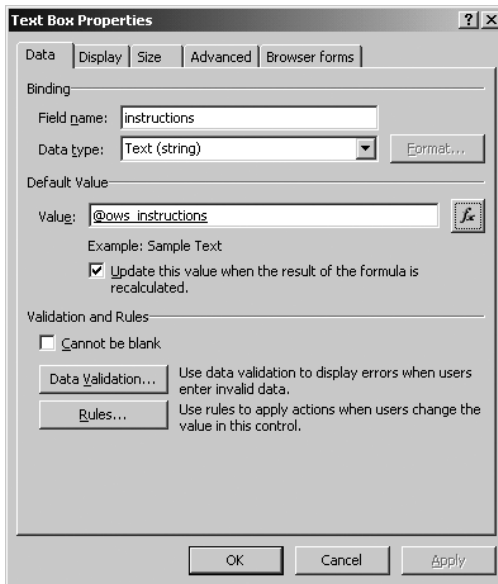 Text Box Properties
Data Display Size Advanced Browser forms
Binding
Field name: instructions
Data type: Text (string) Format...
Default Value
Value: @ows_instructions fx
Example: Sample Text
Update this value when the result of the formula is
recalculated.
Validation and Rules
Cannot be blank
Data Validation... Use data validation to display errors when users
enter invalid data.
Rules... Use rules to apply actions when users change the
value in this control.
OK Cancel Apply